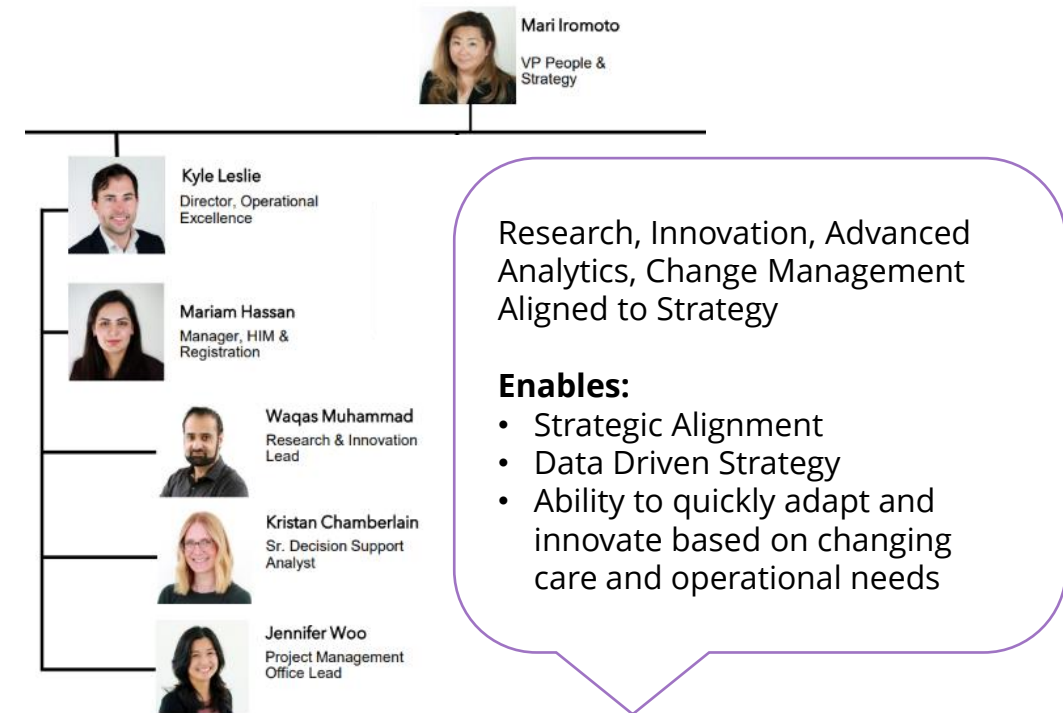 Mari Iromoto
VP People &
Strategy
Kyle Leslie
Director, Operational
Excellence
Mariam Hassan
Manager, HIM &
Registration
Waqas Muhammad
Research & Innovation
Lead
Kristan Chamberlain
Sr. Decision Support
Analyst
Jennifer Woo
Project Management
Office Lead
Research, Innovation, Advanced
Analytics, Change Management
Aligned to Strategy
Enables:
• Strategic Alignment
• Data Driven Strategy
• Ability to quickly adapt and
innovate based on changing
care and operational needs